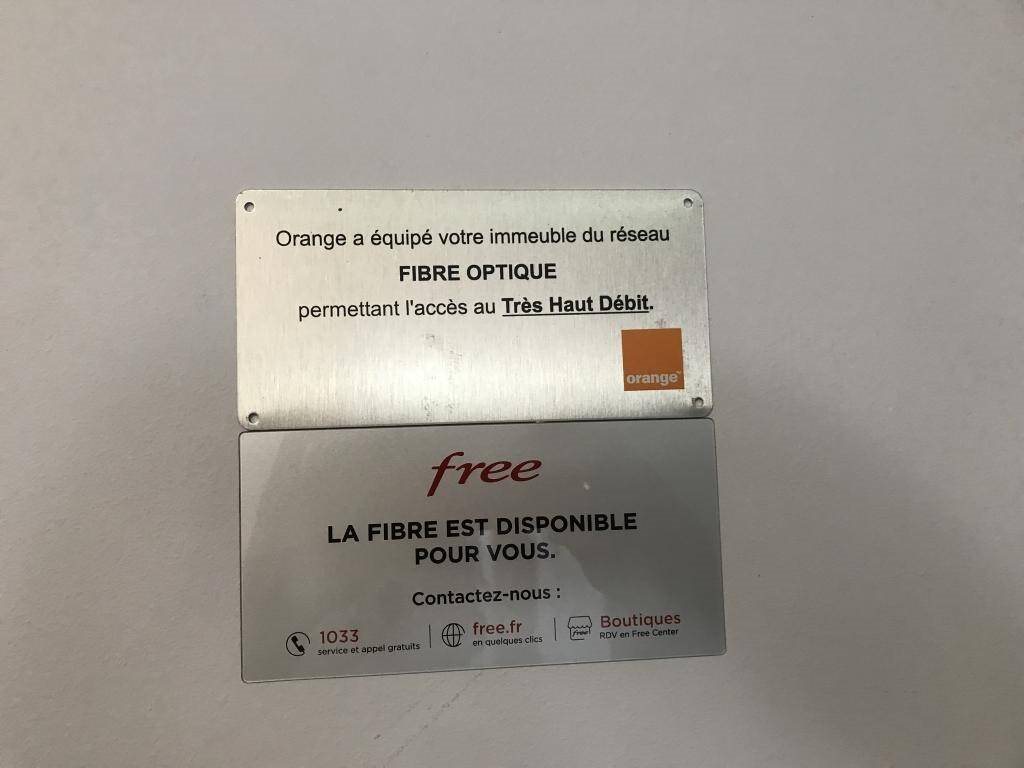 Orange a équipé votre immeuble du réseau
FIBRE OPTIQUE
permettant l'accès au Très Haut Débit.
orange™
free
LA FIBRE EST DISPONIBLE
POUR VOUS.
Contactez-nous :
1033
service et appel gratuits
free.fr
en quelques clics
free
Boutiques
RDV en Free Center